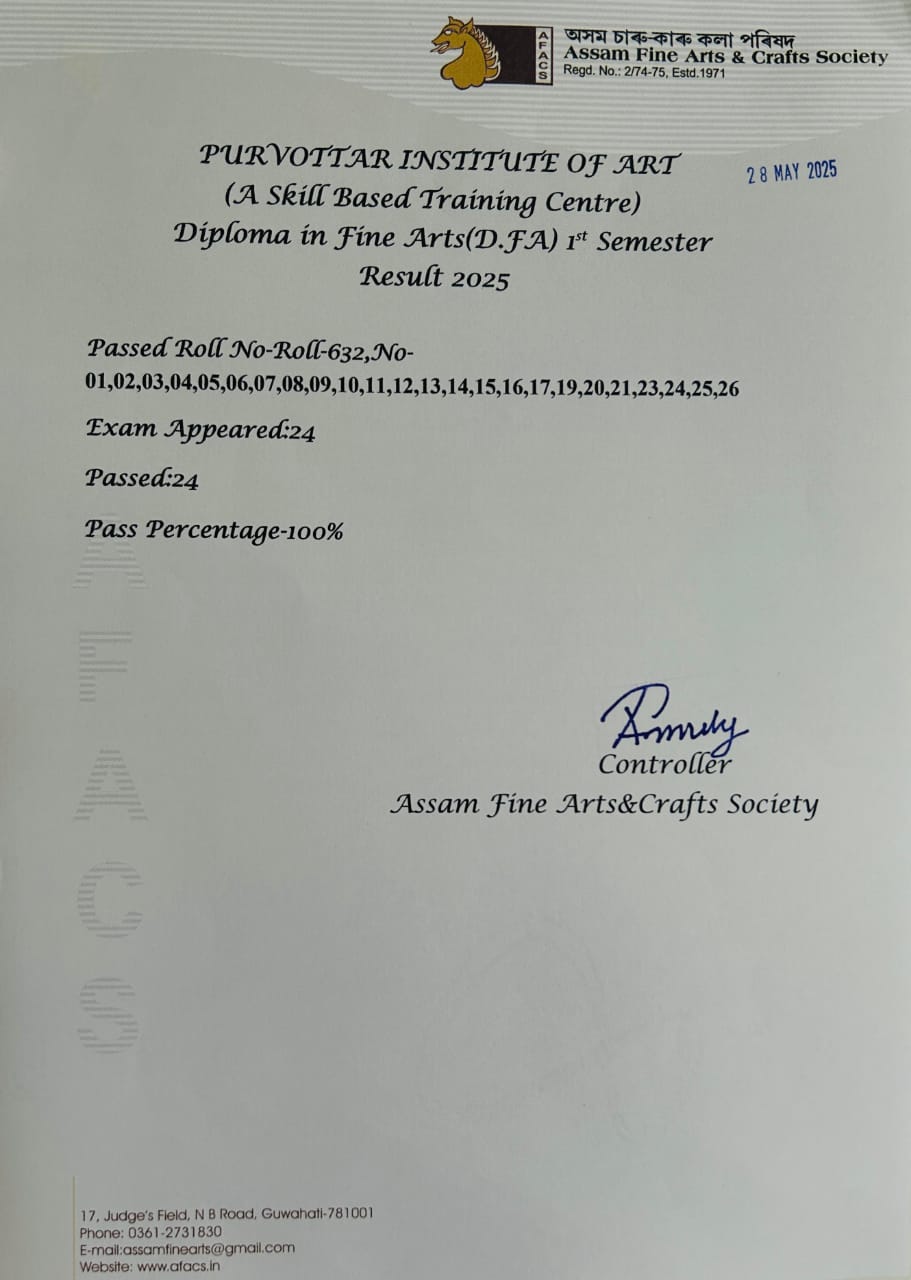 AFACS
অসম চাৰু-কাৰু কলা পৰিষদ
Assam Fine Arts & Crafts Society
Regd. No.: 2/74-75, Estd.1971
PURVOTTAR INSTITUTE OF ART
28 MAY 2025
(A Skill Based Training Centre)
Diploma in Fine Arts(D.FA) 1st Semester
Result 2025
Passed Roll No-Roll-632,No-
01,02,03,04,05,06,07,08,09,10,11,12,13,14,15,16,17,19,20,21,23,24,25,26
Exam Appeared:24
Passed:24
Pass Percentage-100%
AFACS
Controller
Assam Fine Arts&Crafts Society
17, Judge's Field, N B Road, Guwahati-781001
Phone: 0361-2731830
E-mail:assamfinearts@gmail.com
Website: www.afacs.in